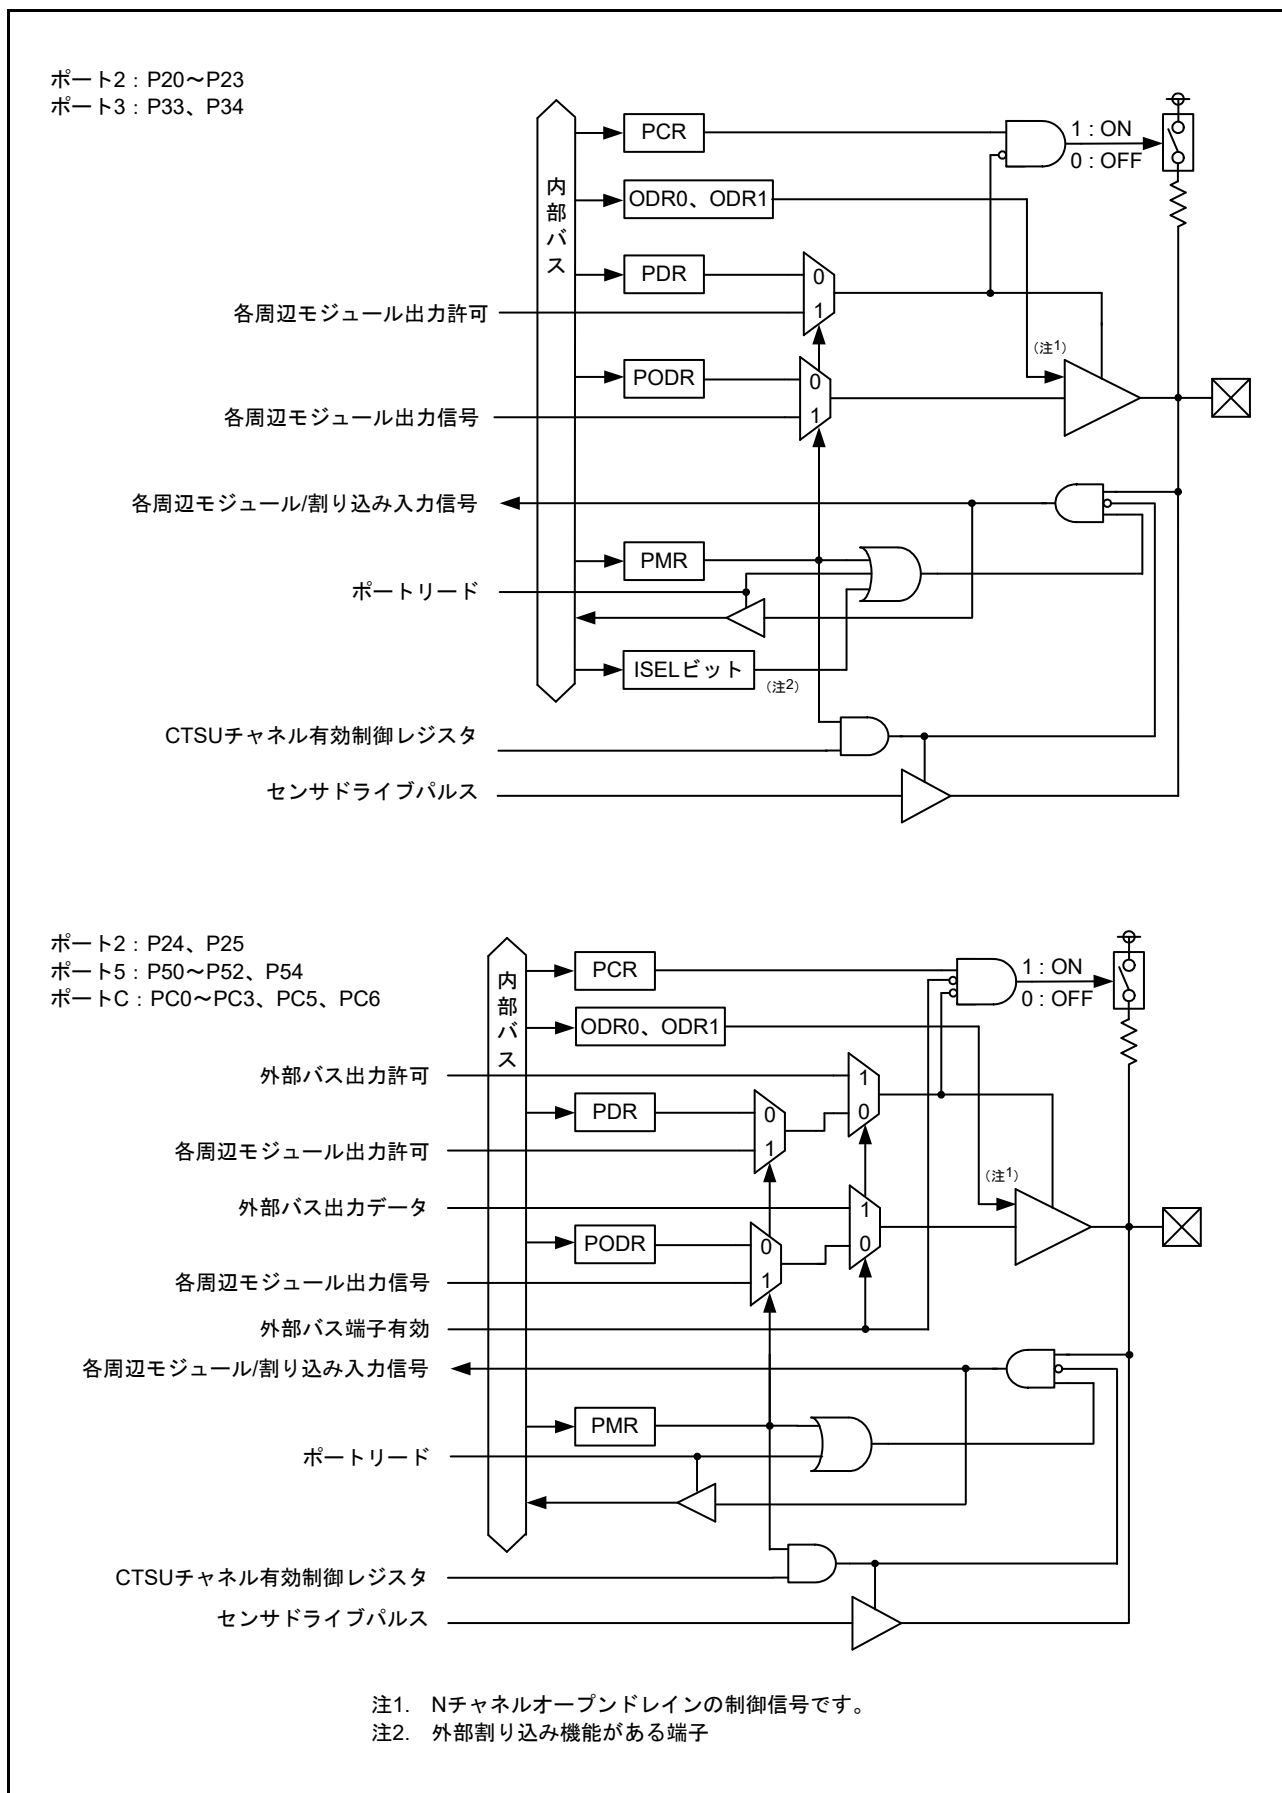 ポート2：P20～P23
ポート3：P33、P34
PCR
1 : ON
0 : OFF
内部バス
ODR0、ODR1
PDR
0
1
各周辺モジュール出力許可
（注1）
PODR
0
1
各周辺モジュール出力信号
各周辺モジュール/割り込み入力信号
PMR
ポートリード
ISELビット
（注2）
CTSUチャネル有効制御レジスタ
センサドライブパルス
ポート2：P24、P25
ポート5：P50～P52、P54
ポートC：PC0～PC3、PC5、PC6
PCR
1 : ON
0 : OFF
内部バス
ODR0、ODR1
外部バス出力許可
1
0
PDR
0
1
各周辺モジュール出力許可
（注1）
外部バス出力データ
1
0
PODR
0
1
各周辺モジュール出力信号
外部バス端子有効
各周辺モジュール/割り込み入力信号
PMR
ポートリード
CTSUチャネル有効制御レジスタ
センサドライブパルス
注1. Nチャネルオープンドレインの制御信号です。
注2. 外部割り込み機能がある端子